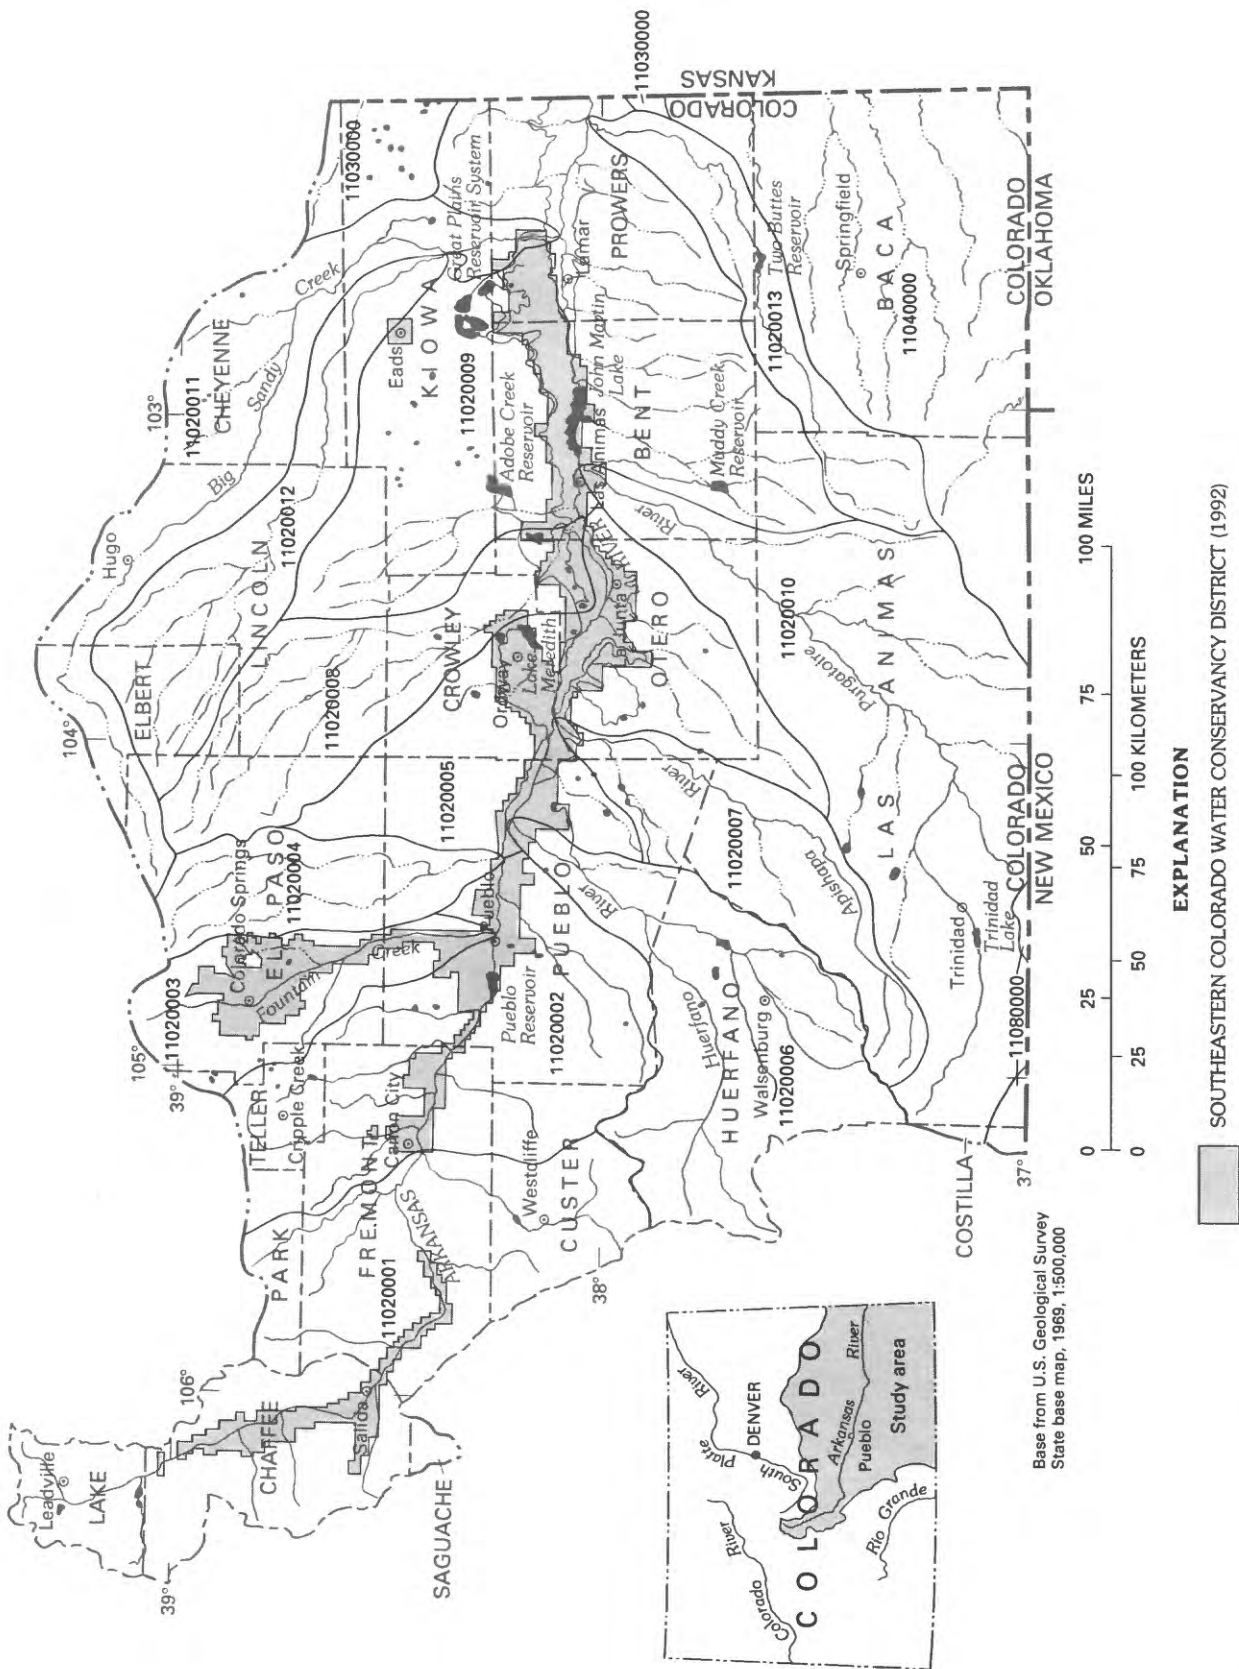 Leadville
LAKE
39°
106°
CHAFFEE
Salida
SAGUACHE
11020001
PARK
FREMONT
ARKANSAS
TELLER
Cripple Creek
Canon City
Westcliffe
CUSTER
38°
105°
39°
11020003
Colorado Springs
EL PASO
Fountain
Creek
11020004
Pueblo
Pueblo
Reservoir
11020002
PUEBLO
River
Huerfano
HUERFANO
Walsenburg
11020006
COSTILLA
37°
11080000
104°
ELBERT
LINCOLN
11020008
11020005
CROWLEY
Ordway
Lake
Meredith
La Junta
RIVER
OTERO
River
Apishapa
11020007
LAS ANIMAS
Trinidad
Trinidad
Lake
Purgatoire
River
11020010
Hugo
103°
11020011
CHEYENNE
Big
Sandy
Creek
11020012
Eads
KIOWA
11020009
Adobe Creek
Reservoir
Great Plains
Reservoir System
11030000
Las Animas
John Martin
Lake
BENT
Muddy Creek
Reservoir
Lamar
PROWERS
11020013
Two Buttes
Reservoir
Springfield
BACA
11040000
COLORADO
KANSAS
11030000
COLORADO
OKLAHOMA
COLORADO
NEW MEXICO
0 25 50 75 100 MILES
0 25 50 75 100 KILOMETERS
EXPLANATION
SOUTHEASTERN COLORADO WATER CONSERVANCY DISTRICT (1992)
Base from U.S. Geological Survey
State base map, 1969, 1:500,000
COLORADO
Colorado
River
South
Platte
River
DENVER
Arkansas
River
Pueblo
Study area
Rio Grande